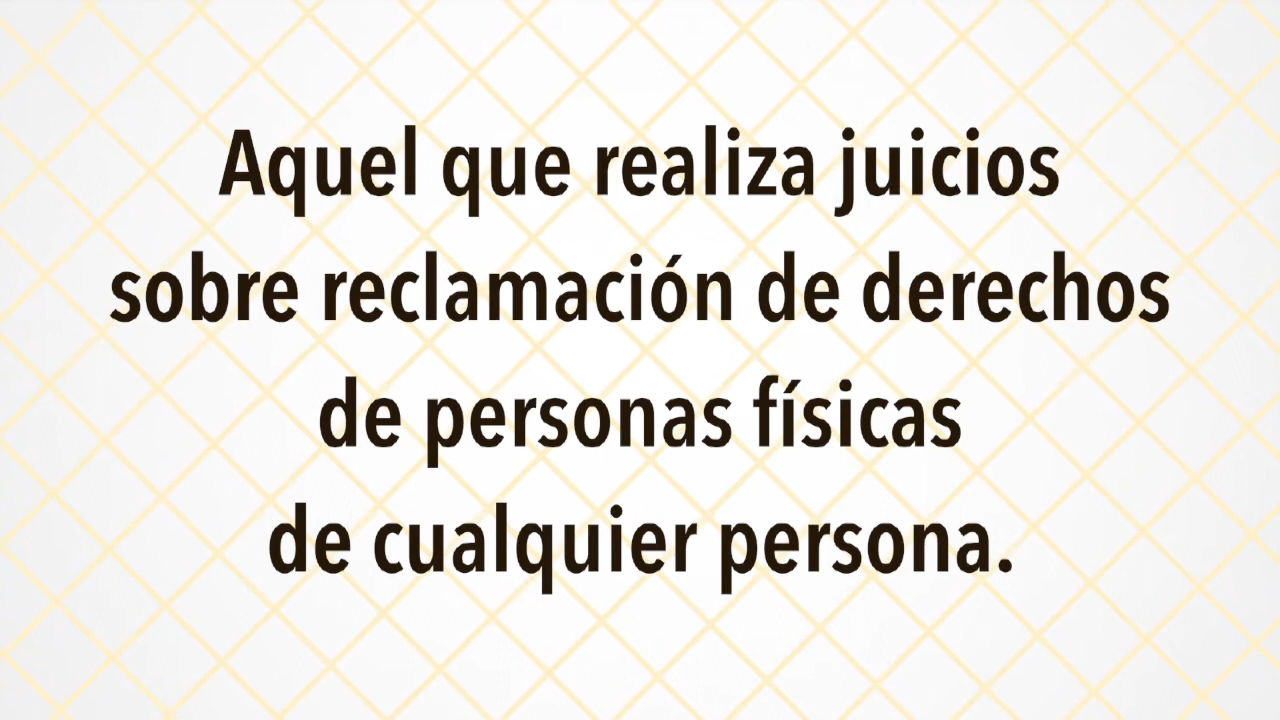 Aquel que realiza juicios
sobre reclamación de derechos
de personas físicas
de cualquier persona.